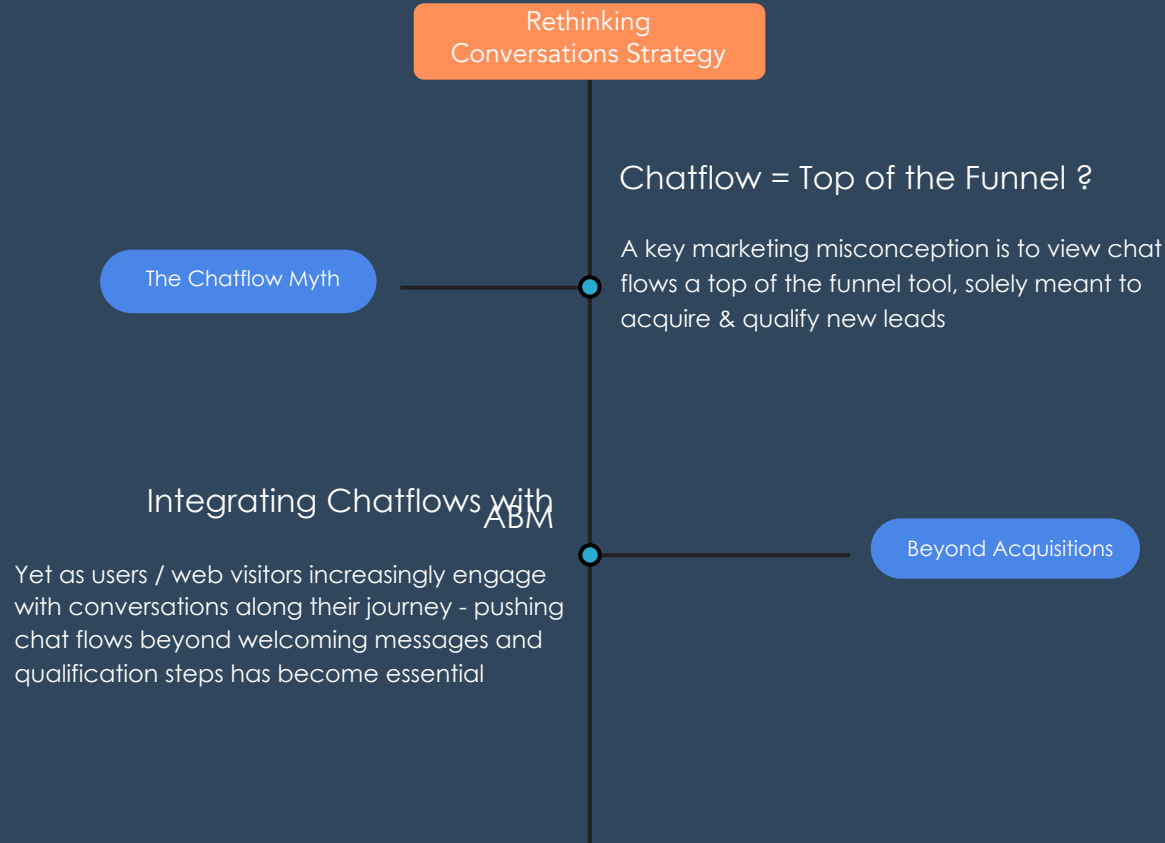 Rethinking
Conversations Strategy
Chatflow = Top of the Funnel ?
The Chatflow Myth
A key marketing misconception is to view chat
flows a top of the funnel tool, solely meant to
acquire & qualify new leads
Integrating Chatflows with
ABM
Beyond Acquisitions
Yet as users / web visitors increasingly engage
with conversations along their journey - pushing
chat flows beyond welcoming messages and
qualification steps has become essential